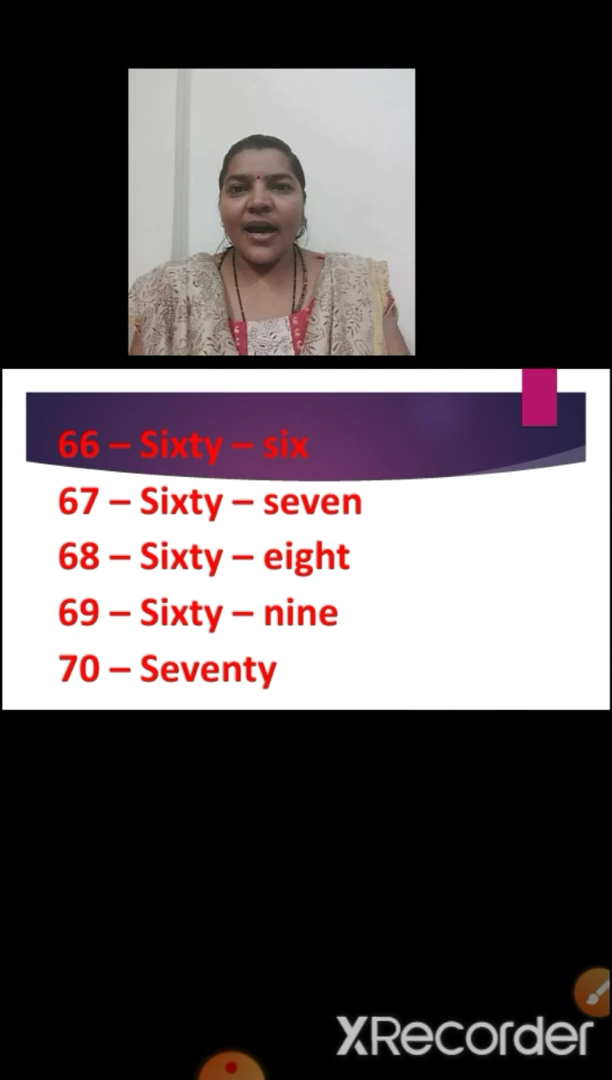 66 – Sixty – six
67 – Sixty – seven
68 – Sixty – eight
69 – Sixty – nine
70 – Seventy
XRecorder